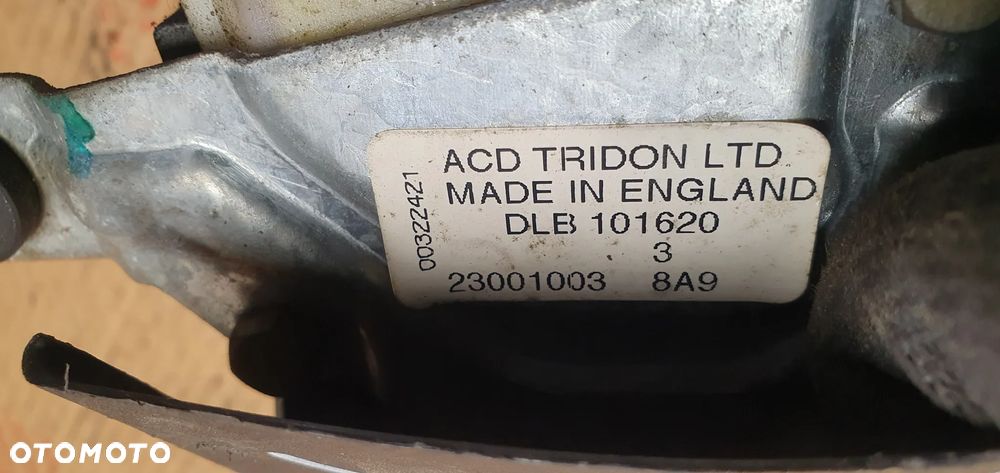 ACD TRIDON LTD
MADE IN ENGLAND
DLB 101620
3
23001003 8A9
00322421
OTOMOTO